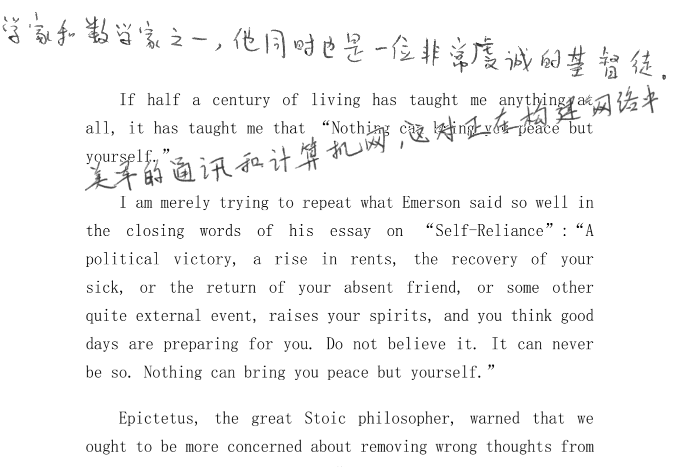 学家和数学家之一，他同时也是一位非常虔诚的基督徒。
If half a century of living has taught me anything at
all, it has taught me that “Nothing can bring you peace but
yourself.”
美军的通讯和计算机网，这对正在构建网络中
I am merely trying to repeat what Emerson said so well in
the closing words of his essay on “Self-Reliance”:“A
political victory, a rise in rents, the recovery of your
sick, or the return of your absent friend, or some other
quite external event, raises your spirits, and you think good
days are preparing for you. Do not believe it. It can never
be so. Nothing can bring you peace but yourself.”
Epictetus, the great Stoic philosopher, warned that we
ought to be more concerned about removing wrong thoughts from